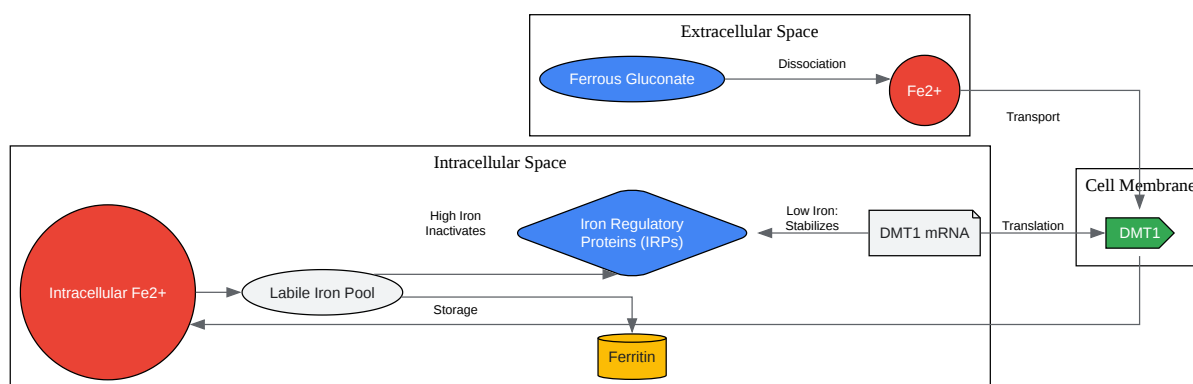 Extracellular Space
Dissociation
Ferrous Gluconate
Fe2+
Transport
Intracellular Space
Cell Membrane
High Iron
Inactivates
Iron Regulatory
Proteins (IRPs)
Low Iron:
Stabilizes
DMT1 mRNA
Translation
DMT1
Intracellular Fe2+
Labile Iron Pool
Storage
Ferritin